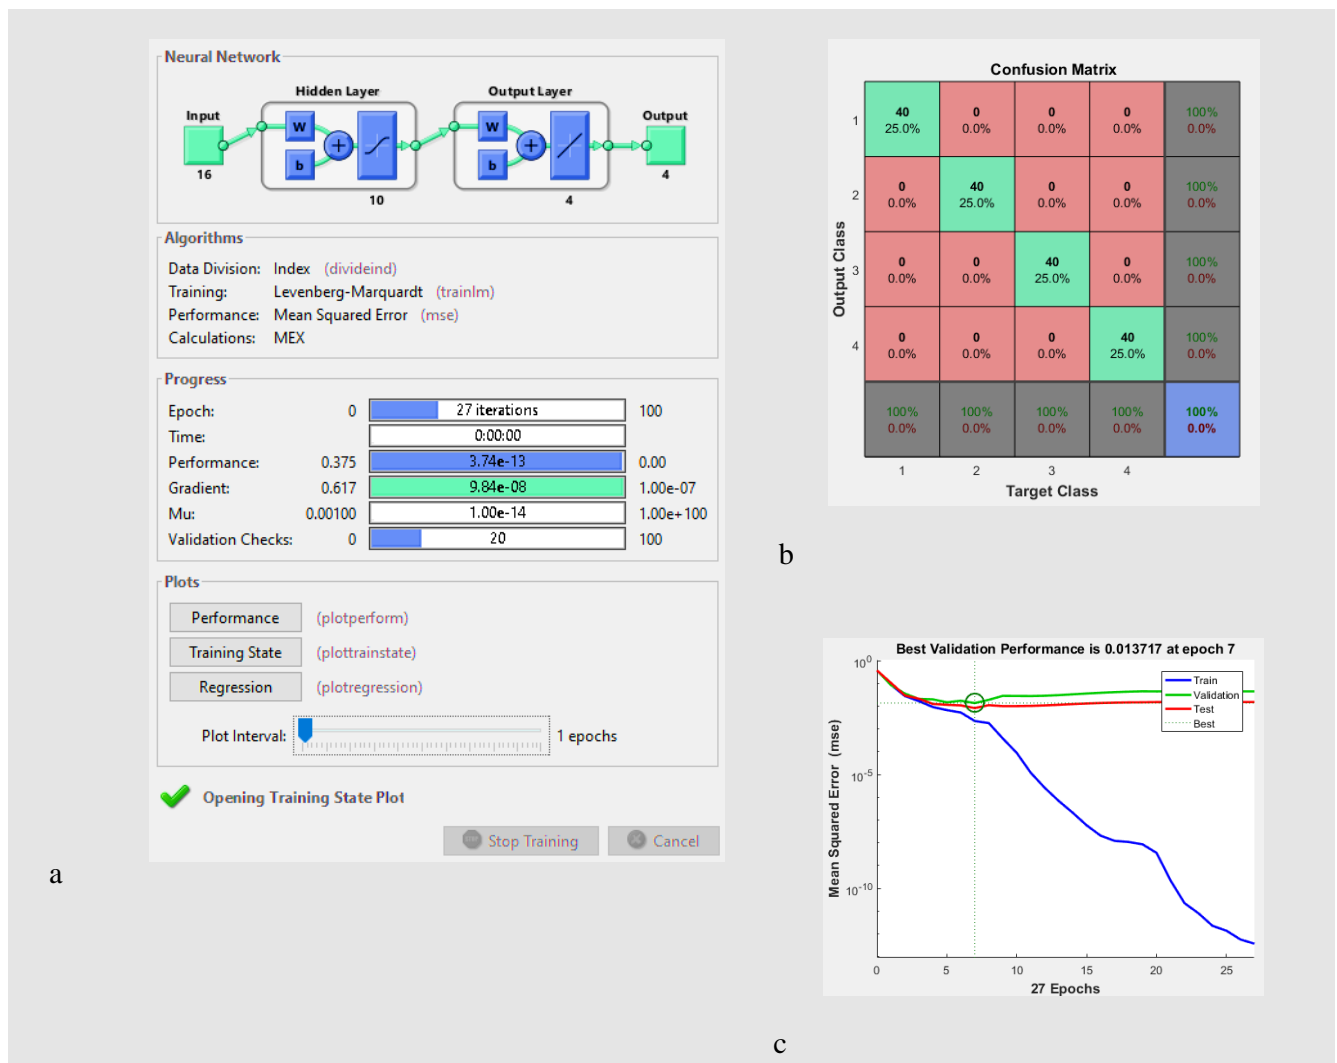 Neural Network
Hidden Layer
Output Layer
Input
Output
W
b
+
W
b
+
16
10
4
4
Algorithms
Data Division: Index (divideind)
Training: Levenberg-Marquardt (trainlm)
Performance: Mean Squared Error (mse)
Calculations: MEX
Progress
Epoch: 0 27 iterations 100
Time: 0:00:00
Performance: 0.375 3.74e-13 0.00
Gradient: 0.617 9.84e-08 1.00e-07
Mu: 0.00100 1.00e-14 1.00e+100
Validation Checks: 0 20 100
Plots
Performance (plotperform)
Training State (plottrainstate)
Regression (plotregression)
Plot Interval: 1 epochs
Opening Training State Plot
Stop Training Cancel
a
Confusion Matrix
Output Class
1 40 0 0 0 100%
25.0% 0.0% 0.0% 0.0% 0.0%
2 0 40 0 0 100%
0.0% 25.0% 0.0% 0.0% 0.0%
3 0 0 40 0 100%
0.0% 0.0% 25.0% 0.0% 0.0%
4 0 0 0 40 100%
0.0% 0.0% 0.0% 25.0% 0.0%
100% 100% 100% 100% 100%
0.0% 0.0% 0.0% 0.0% 0.0%
1 2 3 4
Target Class
b
Best Validation Performance is 0.013717 at epoch 7
Mean Squared Error (mse)
10^0
10^-5
10^-10
Train
Validation
Test
Best
0 5 10 15 20 25
27 Epochs
c